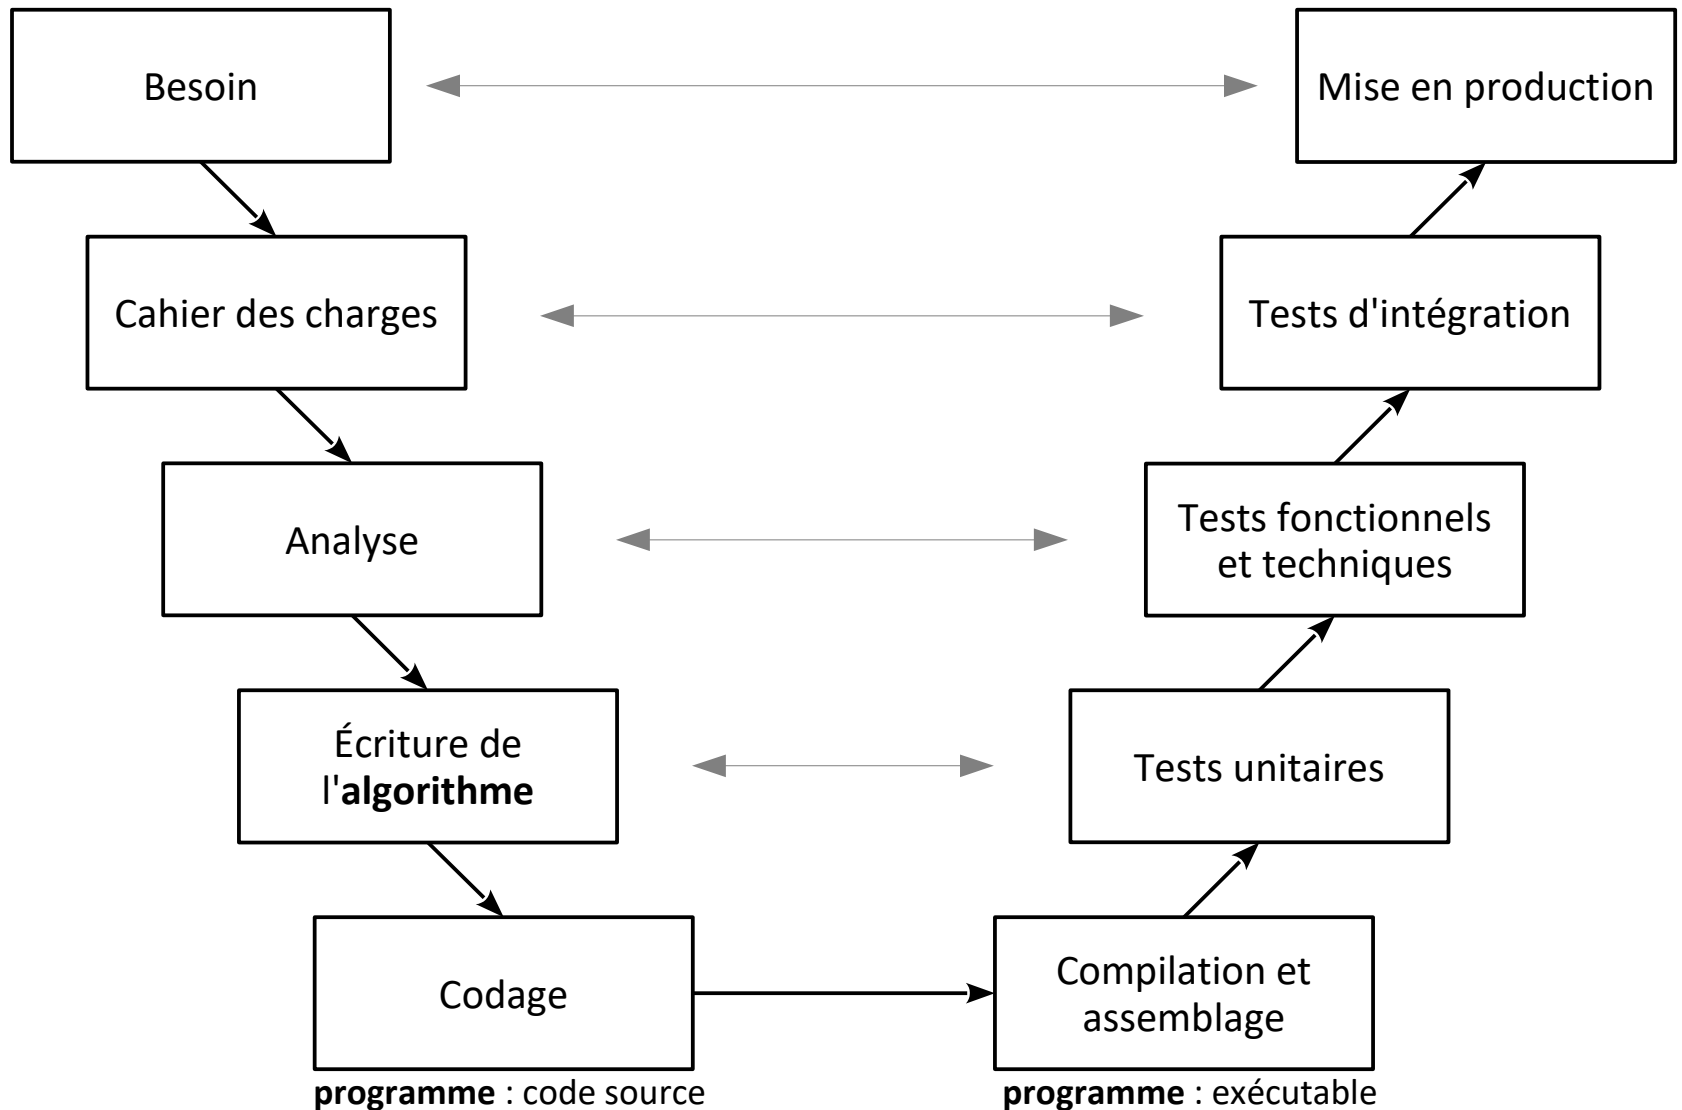 Besoin
Mise en production
Cahier des charges
Tests d'intégration
Analyse
Tests fonctionnels
et techniques
Écriture de
l'algorithme
Tests unitaires
Codage
Compilation et
assemblage
programme : code source
programme : exécutable